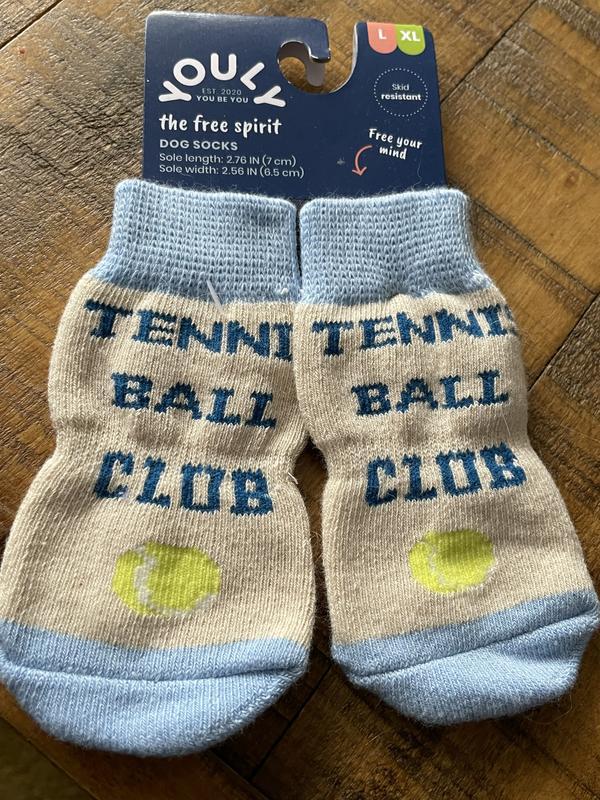 L XL
YOULY
EST. 2020
YOU BE YOU
the free spirit
DOG SOCKS
Sole length: 2.76 IN (7 cm)
Sole width: 2.56 IN (6.5 cm)
Skid
resistant
Free your
mind
TENNI
BALL
CLUB
TENNIS
BALL
CLUB